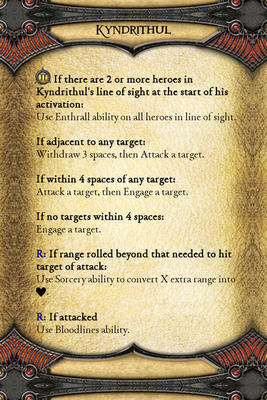 KYNDRITHUL
If there are 2 or more heroes in
Kyndrithul's line of sight at the start of his
activation:
Use Enthrall ability on all heroes in line of sight.
If adjacent to any target:
Withdraw 3 spaces, then Attack a target.
If within 4 spaces of any target:
Attack a target, then Engage a target.
If no targets within 4 spaces:
Engage a target.
R: If range rolled beyond that needed to hit
target of attack:
Use Sorcery ability to convert X extra range into
♥.
R: If attacked
Use Bloodlines ability.